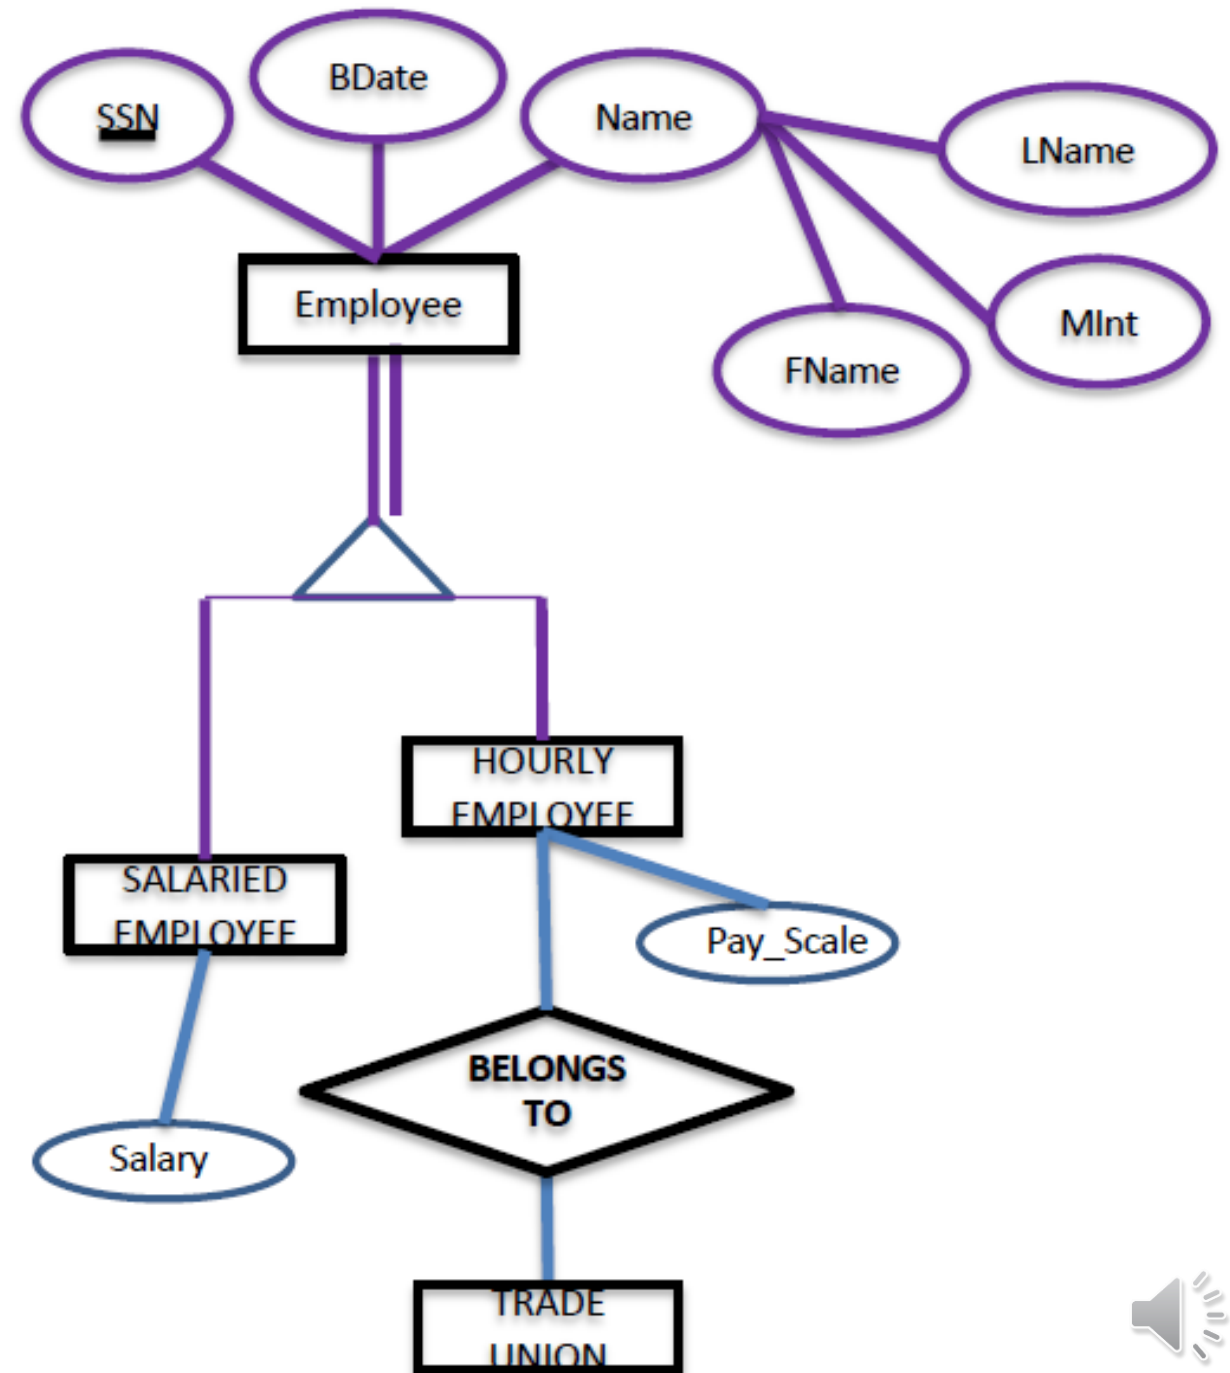 BDate
SSN
Name
LName
Employee
MInt
FName
HOURLY
EMPLOYEE
SALARIED
EMPLOYEE
Pay_Scale
BELONGS
TO
Salary
TRADE
UNION